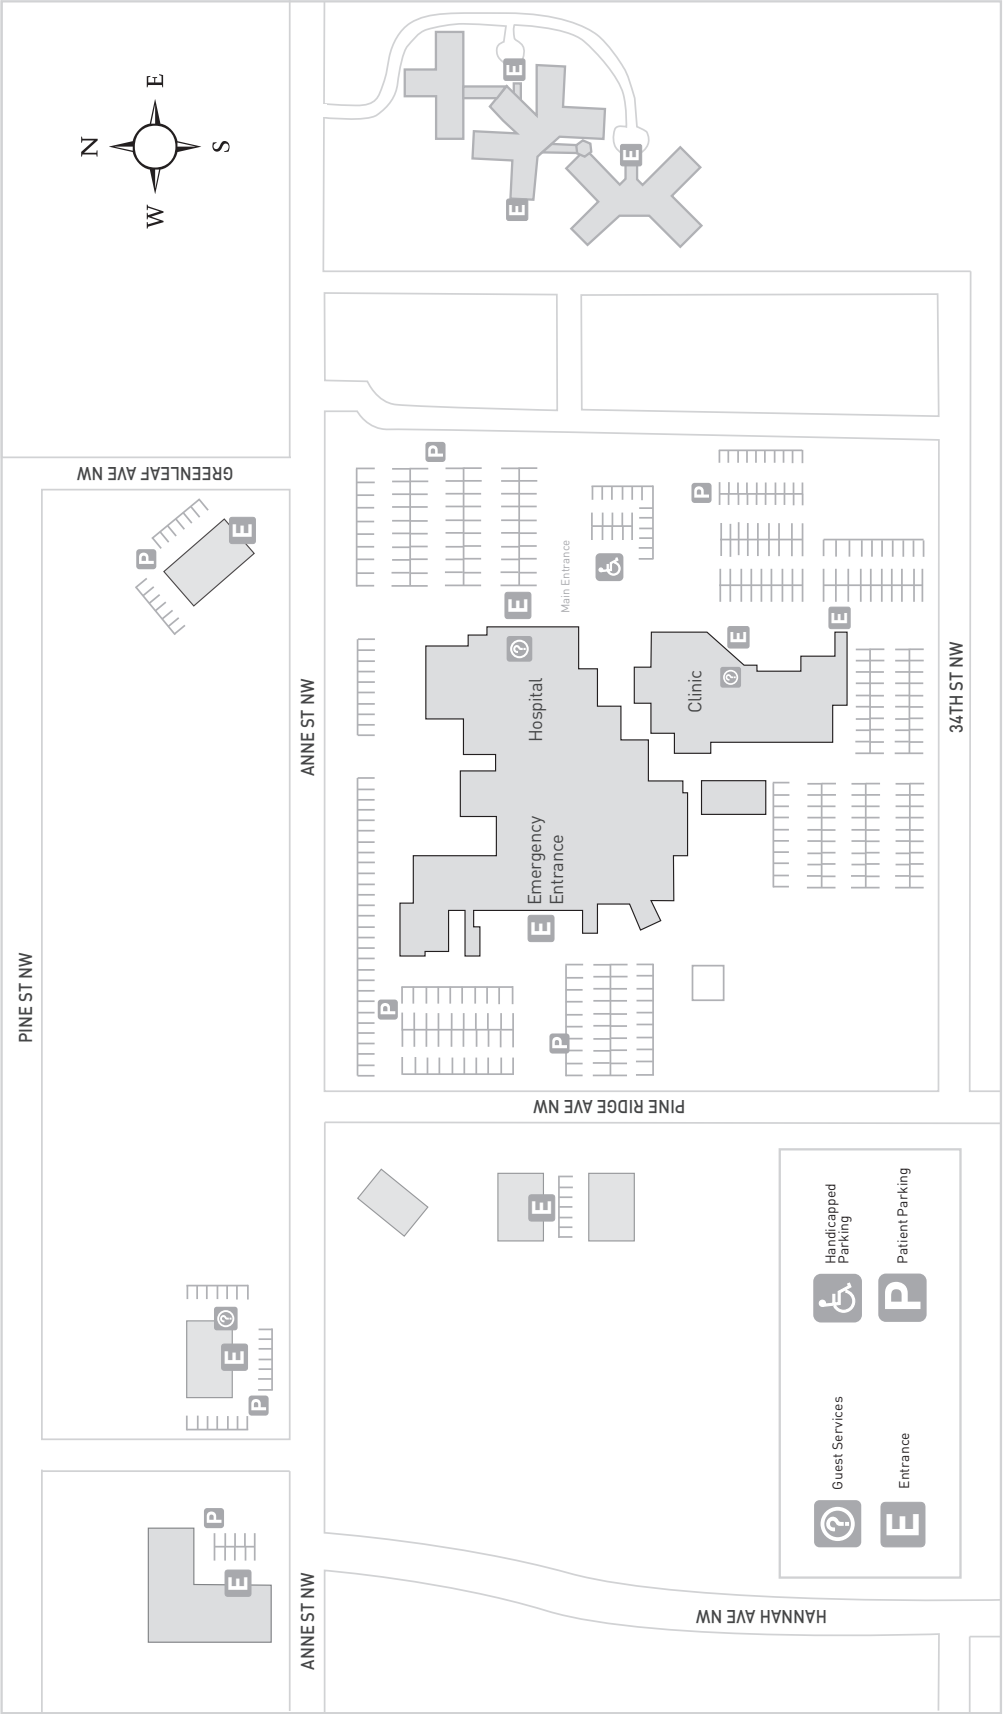 N
E
S
W
GREENLEAF AVE NW
PINE ST NW
ANNE ST NW
34TH ST NW
E
E
E
P
E
P
P
E
Main Entrance
Hospital
E
E
Clinic
Emergency
Entrance
E
P
P
PINE RIDGE AVE NW
E
?
E
P
P
E
ANNE ST NW
HANNAH AVE NW
?
Guest Services
Handicapped
Parking
E
Entrance
P
Patient Parking
?
?